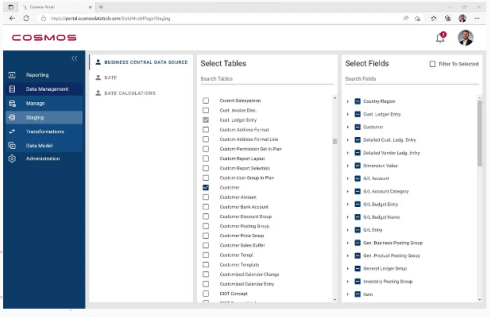 Cosmos Portal
https://portal.cosmosdatatech.com/DataModel/Page/Staging
COSMOS
Reporting
Data Management
Manage
Staging
Transformations
Data Model
Administration
BUSINESS CENTRAL DATA SOURCE
DATE
DATE CALCULATIONS
Select Tables
Search Tables
Current Salesperson
Cust. Invoice Disc.
Cust. Ledger Entry
Custom Address Format
Custom Address Format Line
Custom Permission Set In Plan
Custom Report Layout
Custom Report Selection
Custom User Group In Plan
Customer
Customer Amount
Customer Bank Account
Customer Discount Group
Customer Posting Group
Customer Price Group
Customer Sales Buffer
Customer Templ.
Customer Template
Customized Calendar Change
Customized Calendar Entry
CIOT Concept
Select Fields
Filter To Selected
Search Fields
Country/Region
Cust. Ledger Entry
Customer
Detailed Cust. Ledg. Entry
Detailed Vendor Ledg. Entry
Dimension Value
G/L Account
G/L Account Category
G/L Budget Entry
G/L Budget Name
G/L Entry
Gen. Business Posting Group
Gen. Product Posting Group
General Ledger Setup
Inventory Posting Group
Item